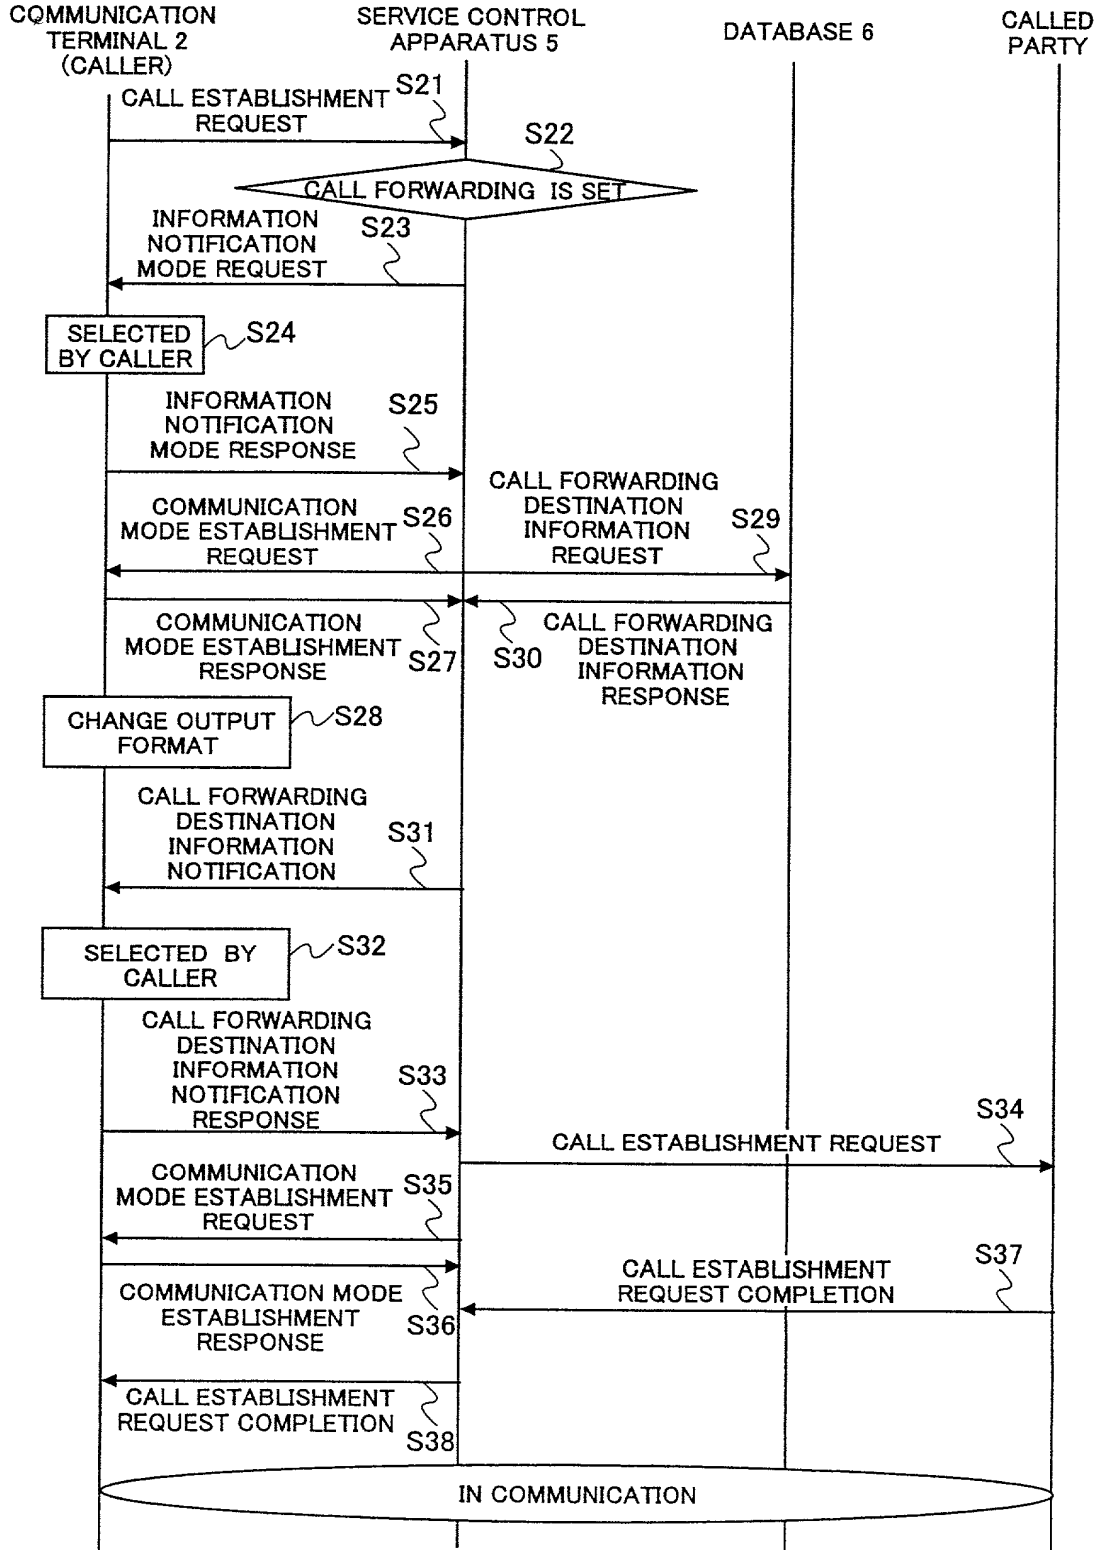 COMMUNICATION
TERMINAL 2
(CALLER)
SERVICE CONTROL
APPARATUS 5
DATABASE 6
CALLED
PARTY
CALL ESTABLISHMENT
REQUEST
S21
S22
CALL FORWARDING IS SET
INFORMATION
NOTIFICATION
MODE REQUEST
S23
SELECTED
BY CALLER
S24
INFORMATION
NOTIFICATION
MODE RESPONSE
S25
COMMUNICATION
MODE ESTABLISHMENT
REQUEST
S26
CALL FORWARDING
DESTINATION
INFORMATION
REQUEST
S29
COMMUNICATION
MODE ESTABLISHMENT
RESPONSE
S27
S30
CALL FORWARDING
DESTINATION
INFORMATION
RESPONSE
CHANGE OUTPUT
FORMAT
S28
CALL FORWARDING
DESTINATION
INFORMATION
NOTIFICATION
S31
SELECTED BY
CALLER
S32
CALL FORWARDING
DESTINATION
INFORMATION
NOTIFICATION
RESPONSE
S33
CALL ESTABLISHMENT REQUEST
S34
COMMUNICATION
MODE ESTABLISHMENT
REQUEST
S35
COMMUNICATION MODE
ESTABLISHMENT
RESPONSE
S36
CALL ESTABLISHMENT
REQUEST COMPLETION
S37
CALL ESTABLISHMENT
REQUEST COMPLETION
S38
IN COMMUNICATION